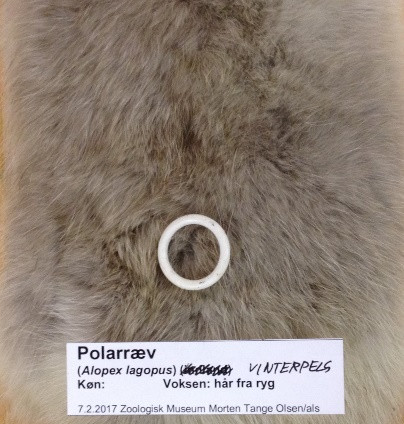 Polarræv
(Alopex lagopus) VINTERPELS
Køn: Voksen: hår fra ryg
7.2.2017 Zoologisk Museum Morten Tange Olsen/als